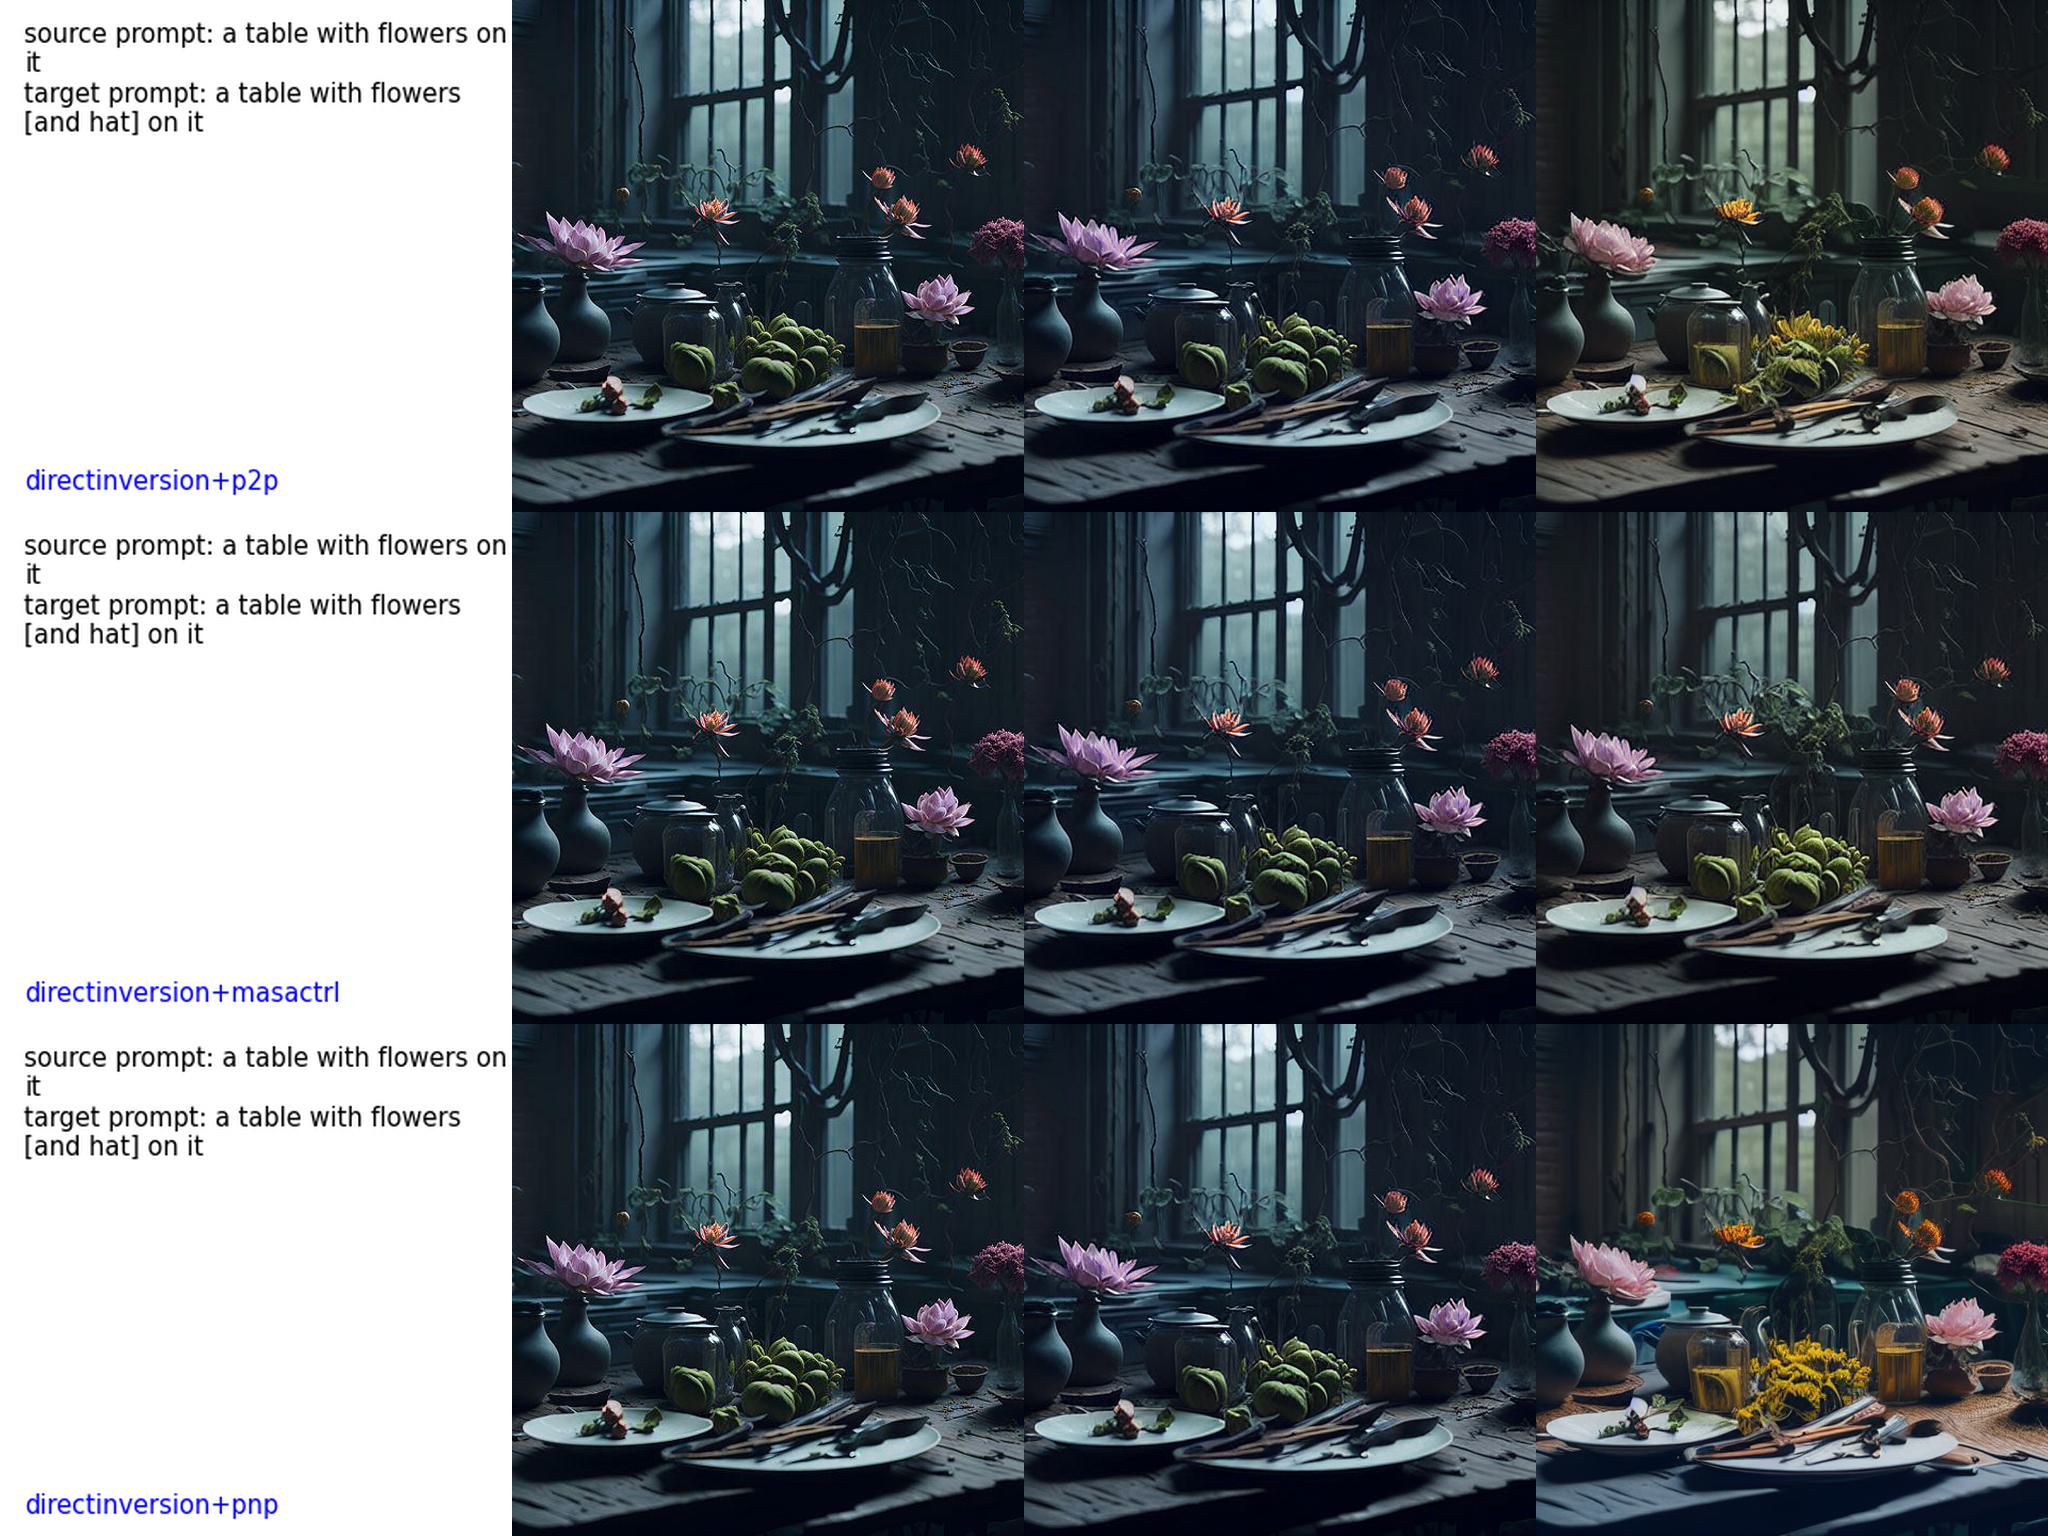 source prompt: a table with flowers on
it
target prompt: a table with flowers
[and hat] on it
directinversion+p2p
source prompt: a table with flowers on
it
target prompt: a table with flowers
[and hat] on it
directinversion+masactrl
source prompt: a table with flowers on
it
target prompt: a table with flowers
[and hat] on it
directinversion+pnp